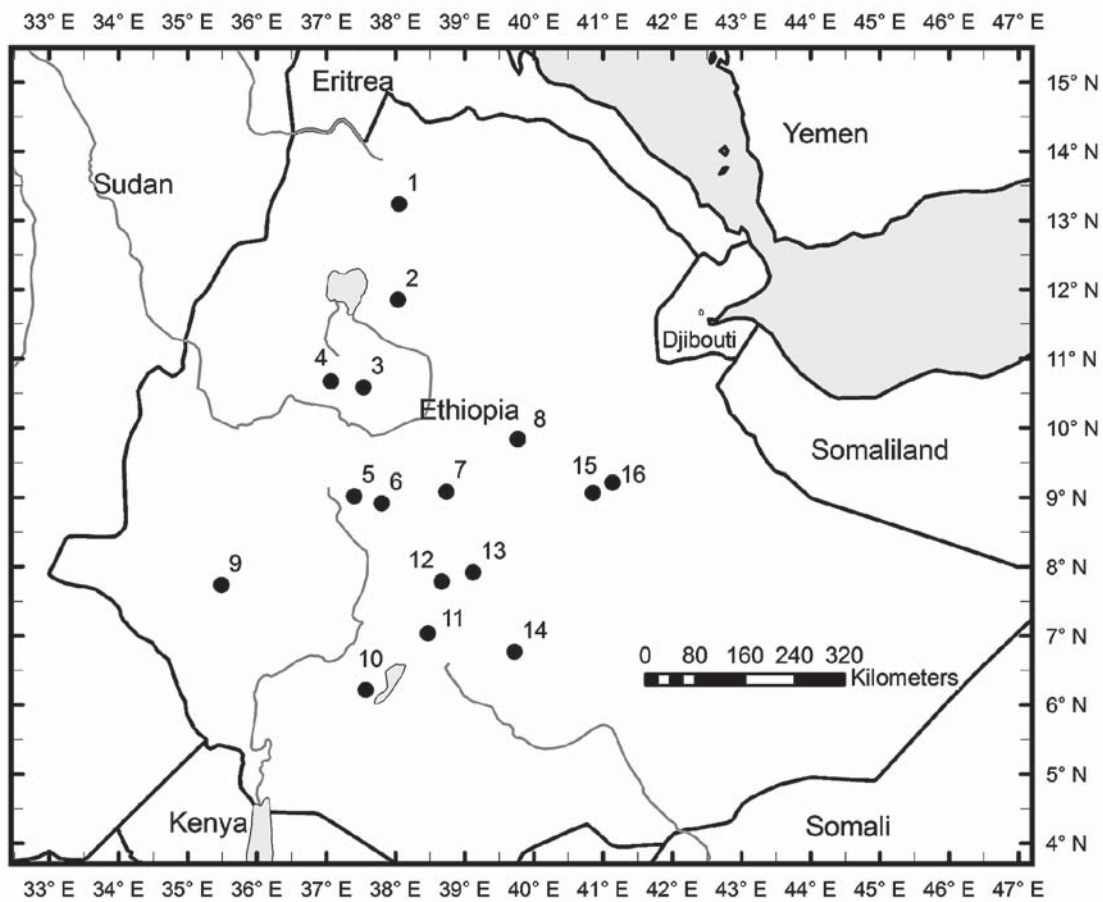 33° E 34° E 35° E 36° E 37° E 38° E 39° E 40° E 41° E 42° E 43° E 44° E 45° E 46° E 47° E
Eritrea
15° N
Yemen
14° N
Sudan
1
13° N
2
12° N
Djibouti
11° N
4
3
Ethiopia
8
10° N
Somaliland
5
6
7
15
16
9° N
9
12
13
8° N
11
14
7° N
10
0 80 160 240 320
Kilometers
6° N
5° N
Kenya
Somali
4° N
33° E 34° E 35° E 36° E 37° E 38° E 39° E 40° E 42° E 42° E 43° E 44° E 45° E 46° E 47° E